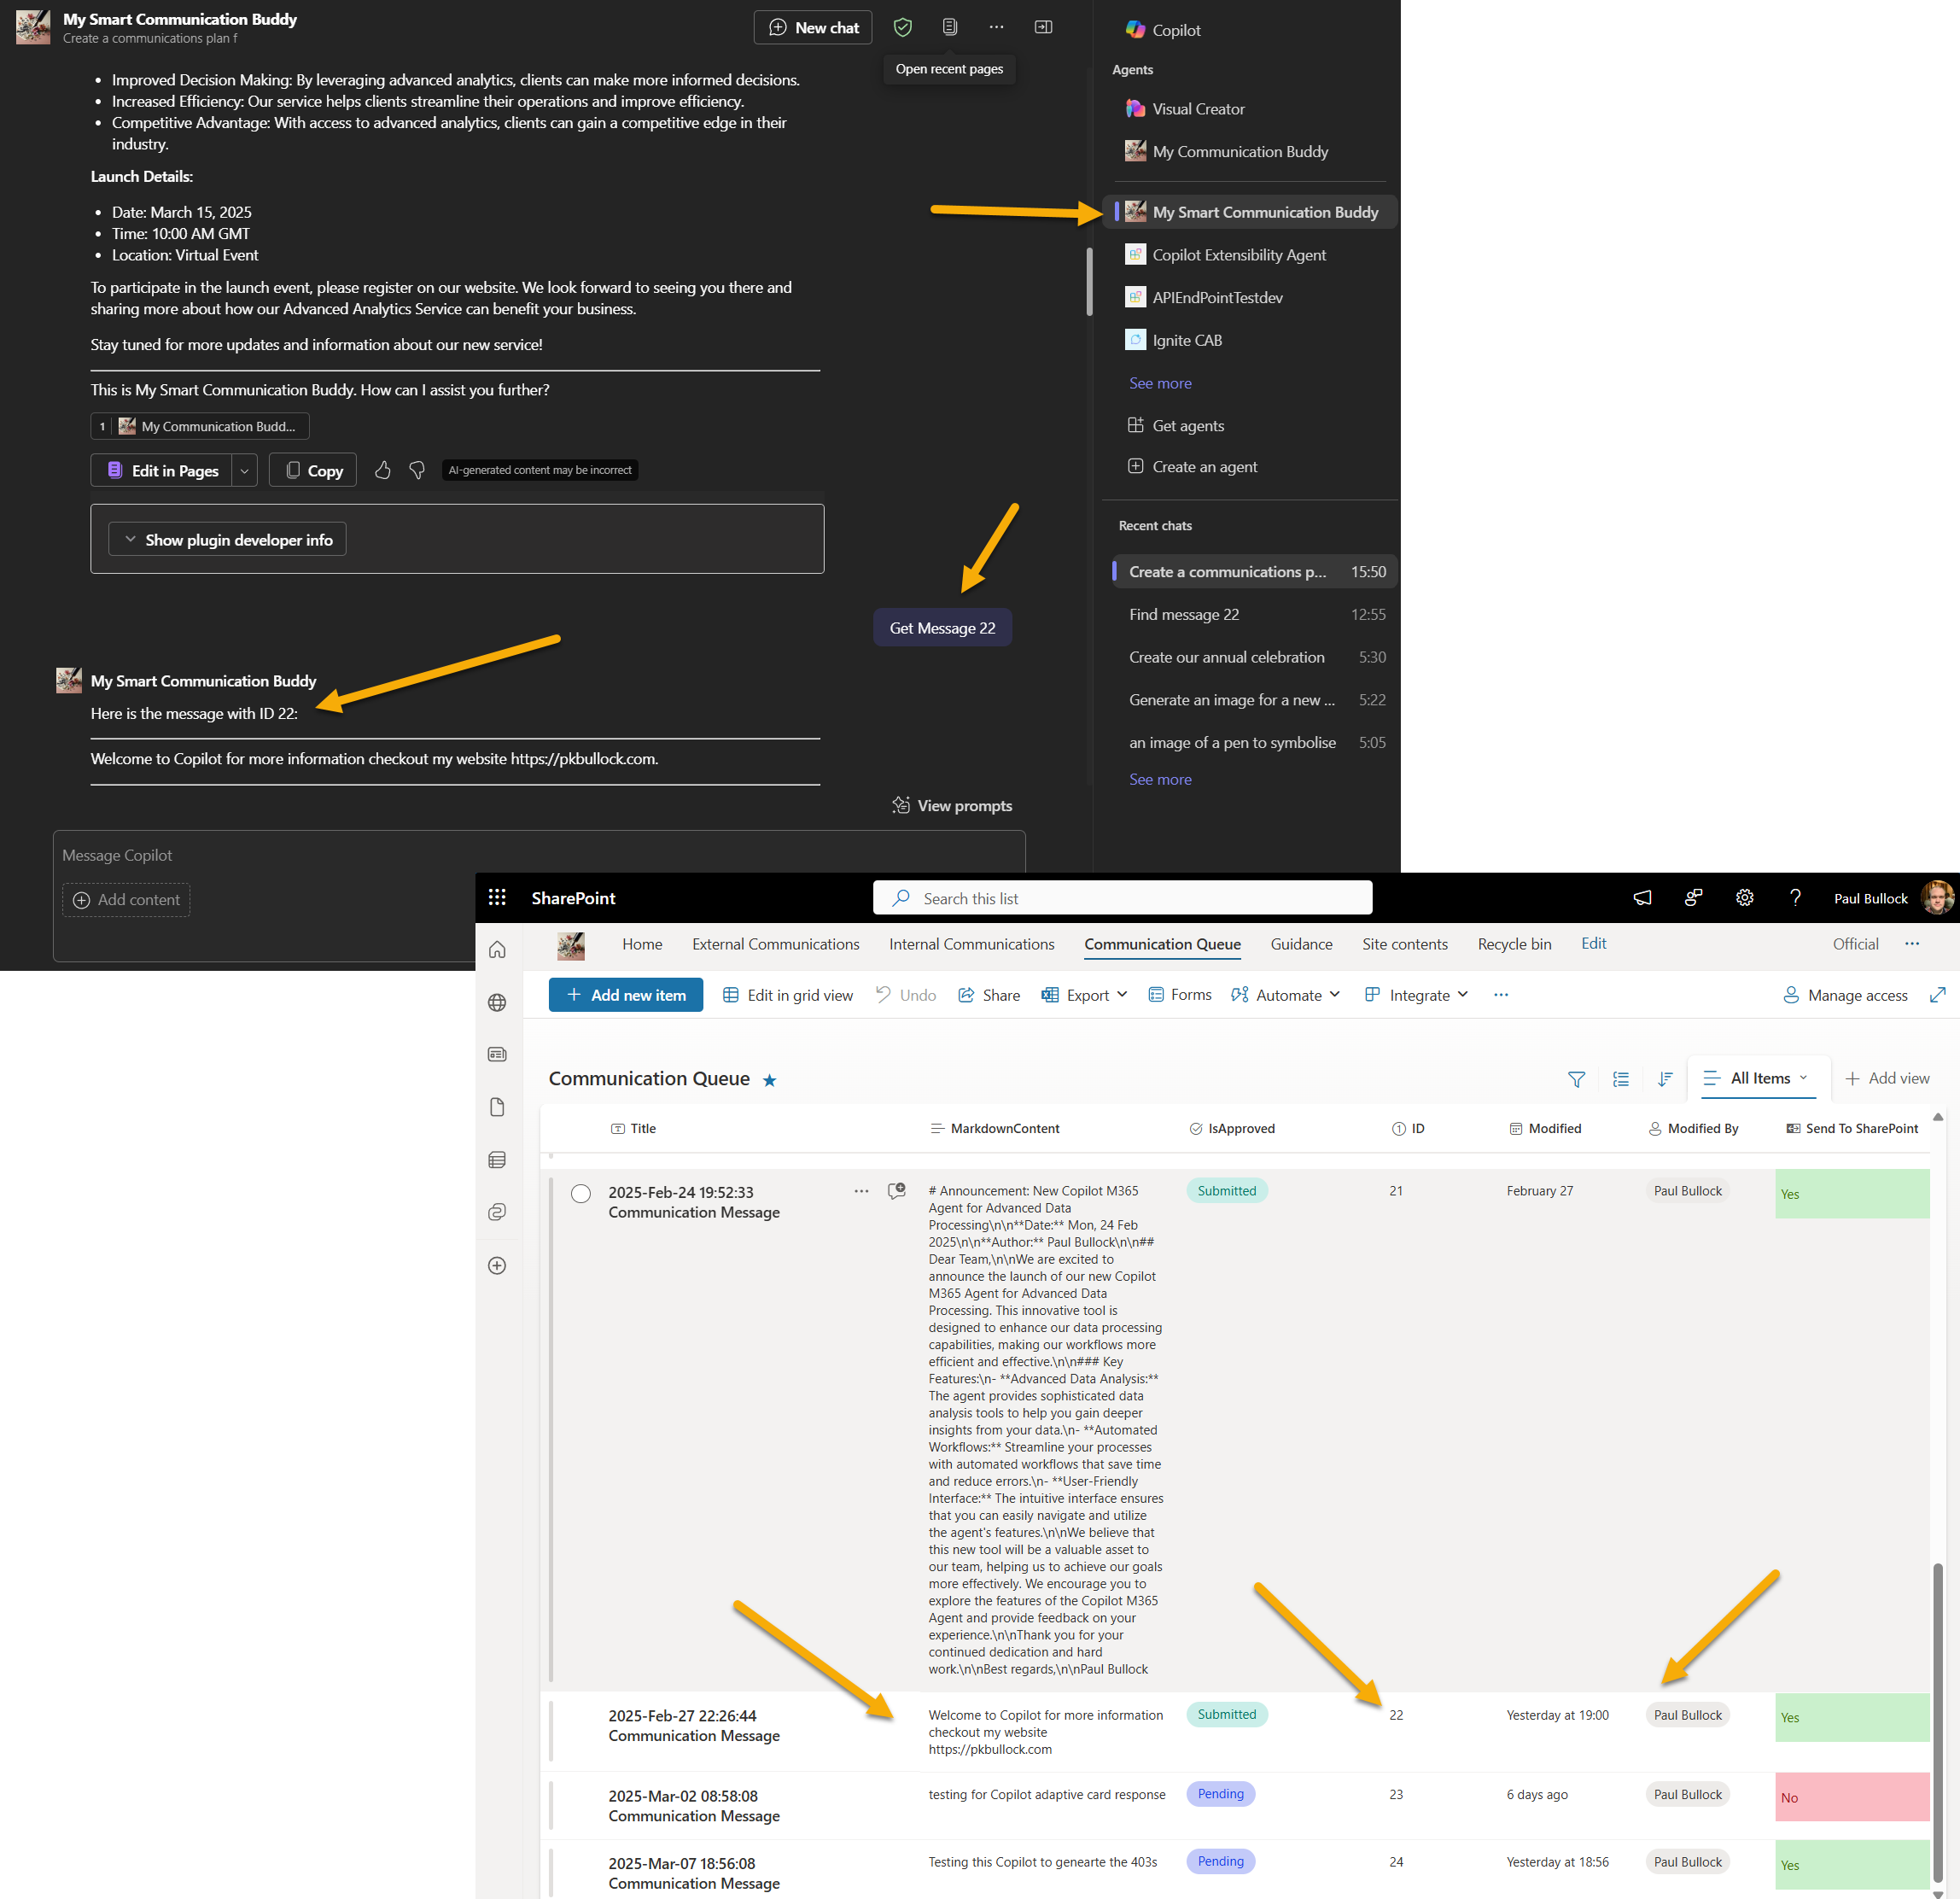 My Smart Communication Buddy
Create a communications plan f
New chat
Open recent pages
• Improved Decision Making: By leveraging advanced analytics, clients can make more informed decisions.
• Increased Efficiency: Our service helps clients streamline their operations and improve efficiency.
• Competitive Advantage: With access to advanced analytics, clients can gain a competitive edge in their
industry.
Launch Details:
• Date: March 15, 2025
• Time: 10:00 AM GMT
• Location: Virtual Event
To participate in the launch event, please register on our website. We look forward to seeing you there and
sharing more about how our Advanced Analytics Service can benefit your business.
Stay tuned for more updates and information about our new service!
This is My Smart Communication Buddy. How can I assist you further?
1 My Communication Budd...
Edit in Pages
Copy
AI-generated content may be incorrect
Show plugin developer info
Get Message 22
My Smart Communication Buddy
Here is the message with ID 22:
Welcome to Copilot for more information checkout my website https://pkbullock.com.
View prompts
Message Copilot
Add content
Copilot
Agents
Visual Creator
My Communication Buddy
My Smart Communication Buddy
Copilot Extensibility Agent
APIEndPointTestdev
Ignite CAB
See more
Get agents
Create an agent
Recent chats
Create a communications p... 15:50
Find message 22 12:55
Create our annual celebration 5:30
Generate an image for a new ... 5:22
an image of a pen to symbolise 5:05
See more
SharePoint
Search this list
Paul Bullock
Home
External Communications
Internal Communications
Communication Queue
Guidance
Site contents
Recycle bin
Edit
Official
Add new item
Edit in grid view
Undo
Share
Export
Forms
Automate
Integrate
Manage access
Communication Queue
All Items
Add view
Title
MarkdownContent
IsApproved
ID
Modified
Modified By
Send To SharePoint
2025-Feb-24 19:52:33
Communication Message
# Announcement: New Copilot M365
Agent for Advanced Data
Processing\n\n**Date:** Mon, 24 Feb
2025\n\n**Author:** Paul Bullock\n\n##
Dear Team,\n\nWe are excited to
announce the launch of our new Copilot
M365 Agent for Advanced Data
Processing. This innovative tool is
designed to enhance our data processing
capabilities, making our workflows more
efficient and effective.\n\n### Key
Features:\n- **Advanced Data Analysis:**
The agent provides sophisticated data
analysis tools to help you gain deeper
insights from your data.\n- **Automated
Workflows:** Streamline your processes
with automated workflows that save time
and reduce errors.\n- **User-Friendly
Interface:** The intuitive interface ensures
that you can easily navigate and utilize
the agent's features.\n\nWe believe that
this new tool will be a valuable asset to
our team, helping us to achieve our goals
more effectively. We encourage you to
explore the features of the Copilot M365
Agent and provide feedback on your
experience.\n\nThank you for your
continued dedication and hard
work.\n\nBest regards,\n\nPaul Bullock
Submitted
21
February 27
Paul Bullock
Yes
2025-Feb-27 22:26:44
Communication Message
Welcome to Copilot for more information
checkout my website
https://pkbullock.com
Submitted
22
Yesterday at 19:00
Paul Bullock
Yes
2025-Mar-02 08:58:08
Communication Message
testing for Copilot adaptive card response
Pending
23
6 days ago
Paul Bullock
No
2025-Mar-07 18:56:08
Communication Message
Testing this Copilot to genearte the 403s
Pending
24
Yesterday at 18:56
Paul Bullock
Yes